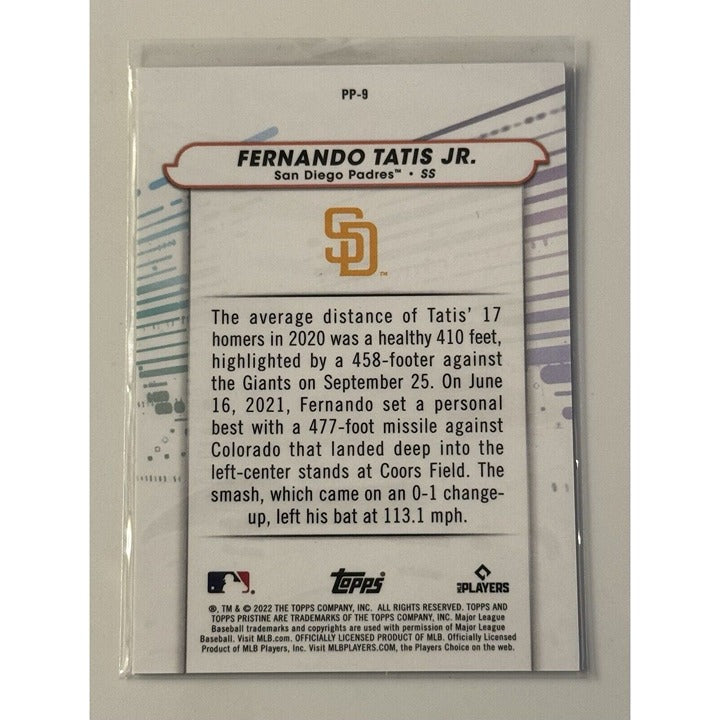 PP-9
FERNANDO TATIS JR.
San Diego Padres™ • SS
SD™
The average distance of Tatis' 17
homers in 2020 was a healthy 410 feet,
highlighted by a 458-footer against
the Giants on September 25. On June
16, 2021, Fernando set a personal
best with a 477-foot missile against
Colorado that landed deep into the
left-center stands at Coors Field. The
smash, which came on an 0-1 change-
up, left his bat at 113.1 mph.
Topps
MLB PLAYERS
®, TM & © 2022 THE TOPPS COMPANY, INC. ALL RIGHTS RESERVED. TOPPS AND
TOPPS PRISTINE ARE TRADEMARKS OF THE TOPPS COMPANY, INC. Major League
Baseball trademarks and copyrights are used with permission of Major League
Baseball. Visit MLB.com. OFFICIALLY LICENSED PRODUCT OF MLB. Officially Licensed
Product of MLB Players, Inc. Visit MLBPLAYERS.COM, the Players Choice on the web.